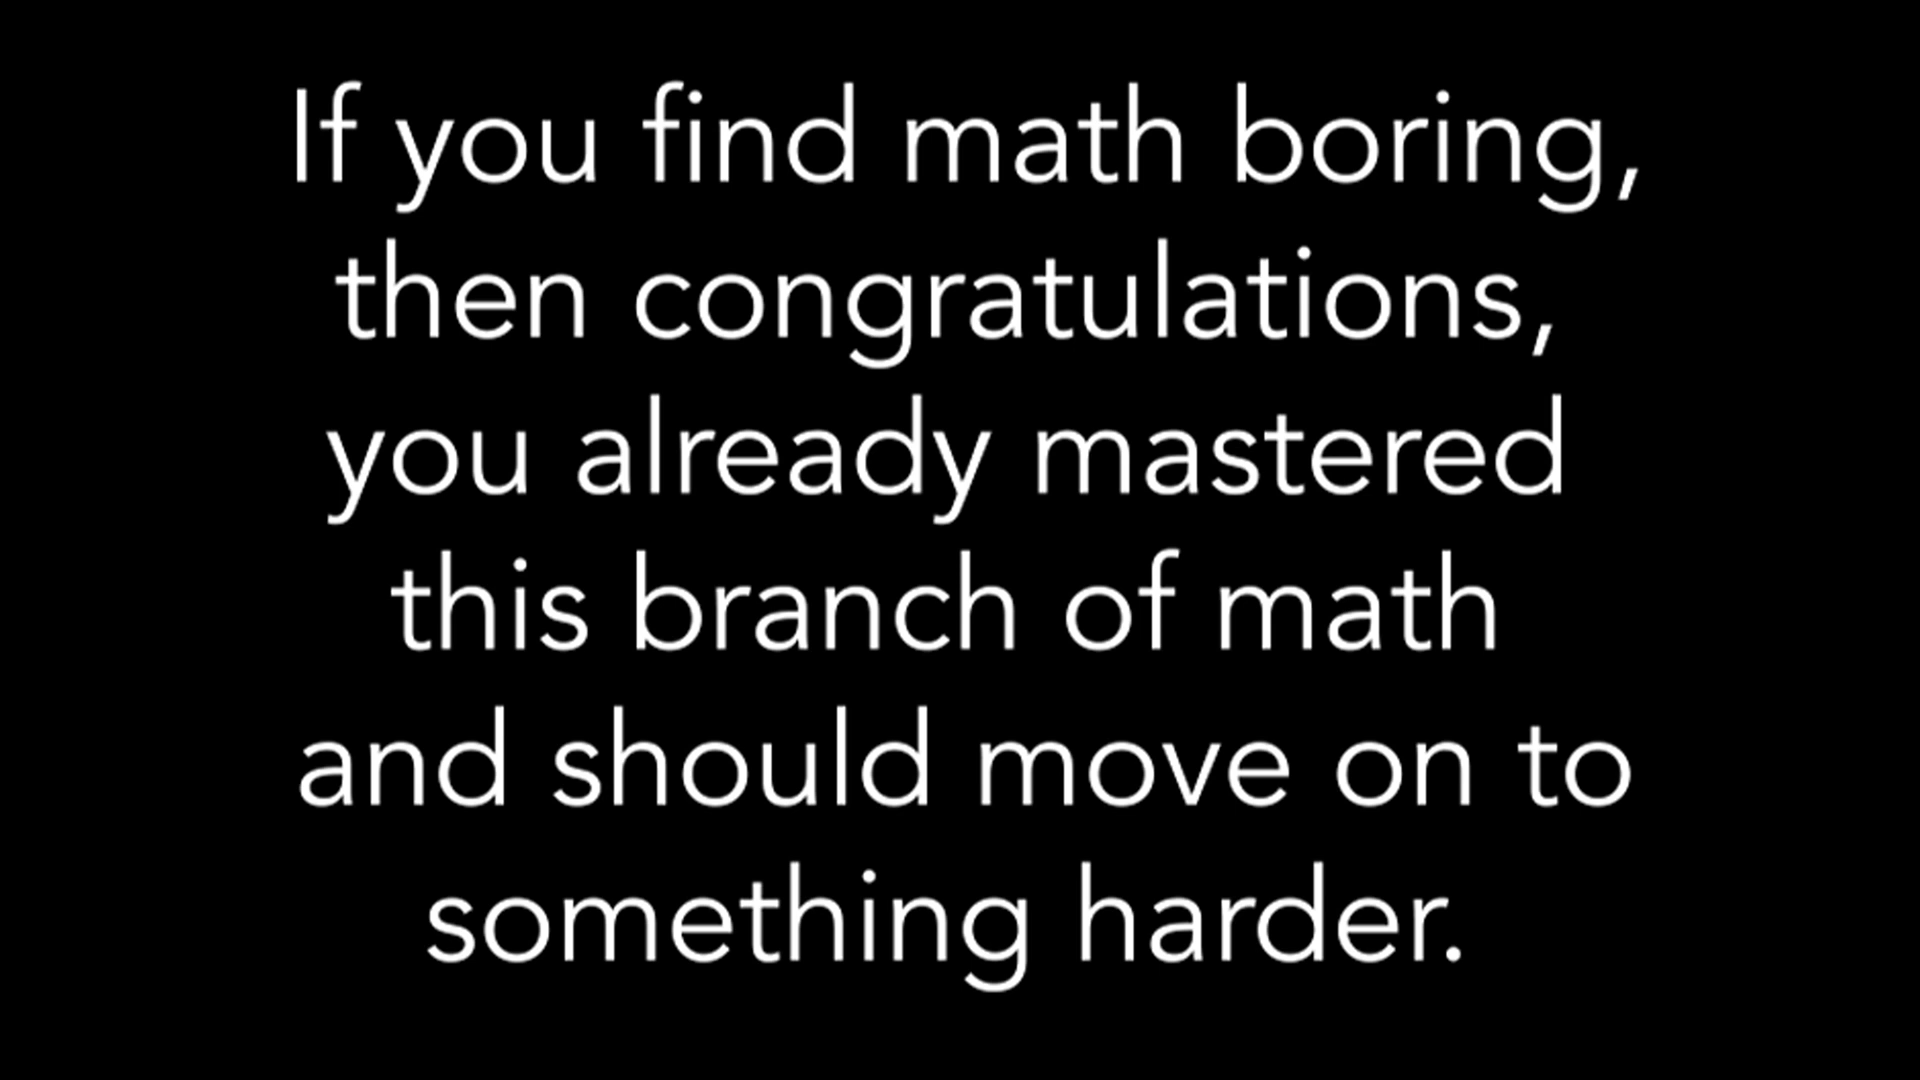 If you find math boring,
then congratulations,
you already mastered
this branch of math
and should move on to
something harder.